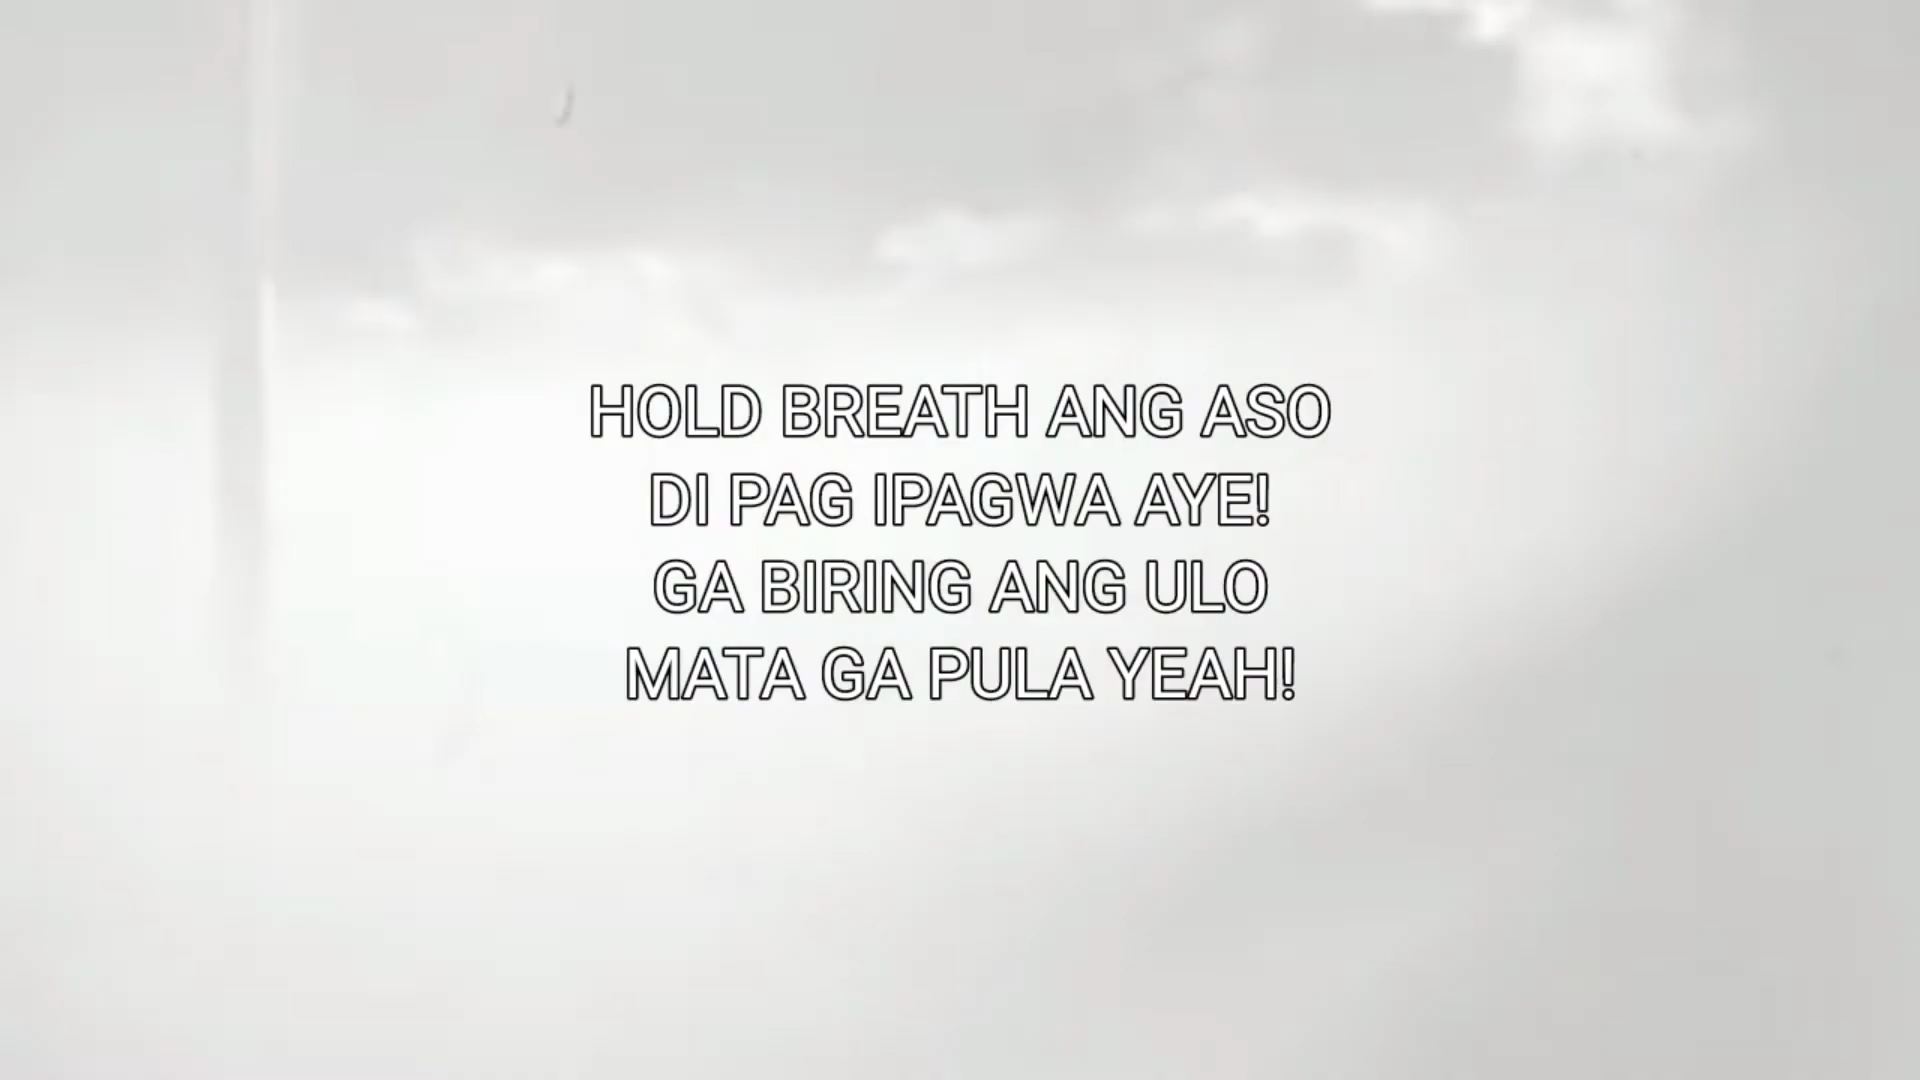 HOLD BREATH ANG ASO
DI PAG IPAGWA AYE!
GA BIRING ANG ULO
MATA GA PULA YEAH!